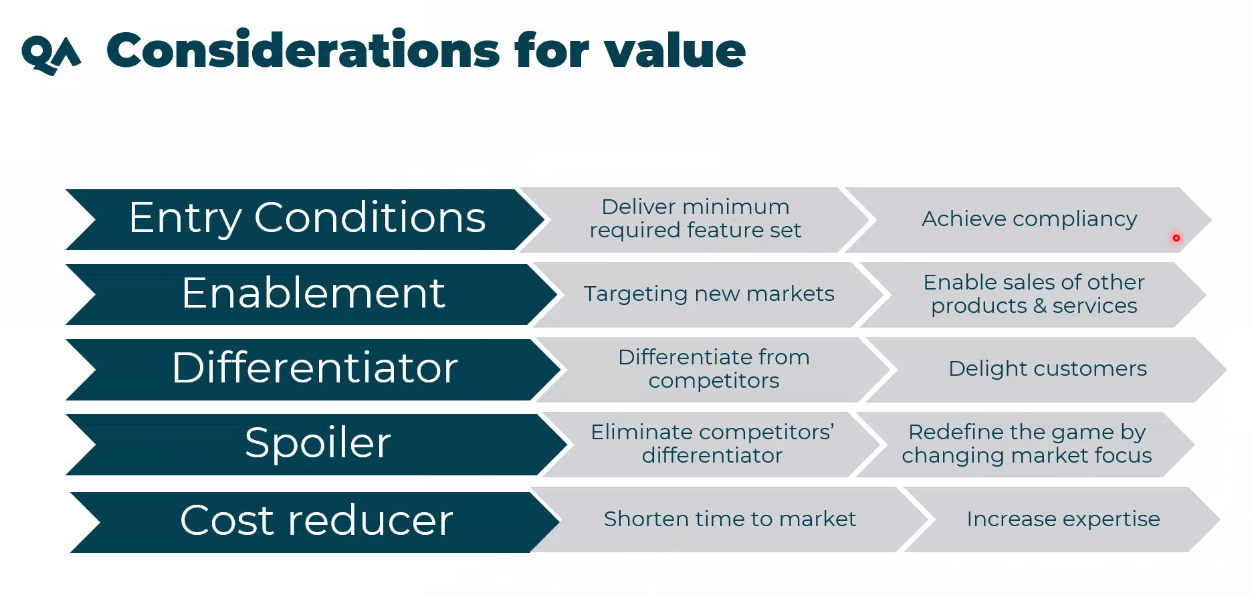 QA Considerations for value
Entry Conditions
Deliver minimum
required feature set
Achieve compliancy
Enablement
Targeting new markets
Enable sales of other
products & services
Differentiator
Differentiate from
competitors
Delight customers
Spoiler
Eliminate competitors’
differentiator
Redefine the game by
changing market focus
Cost reducer
Shorten time to market
Increase expertise